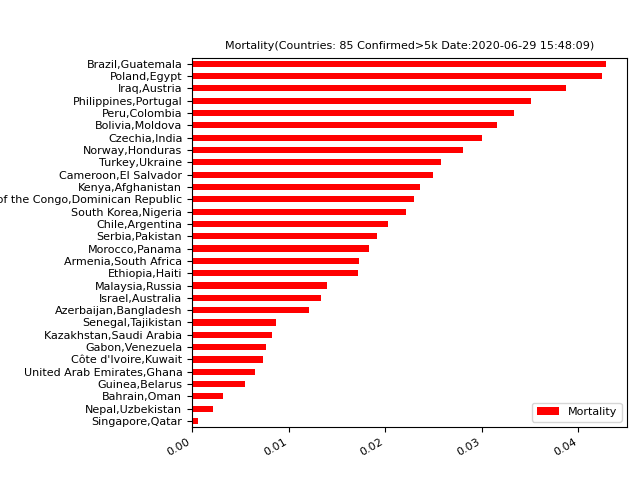 Mortality(Countries: 85 Confirmed>5k Date:2020-06-29 15:48:09)
Brazil,Guatemala
Poland,Egypt
Iraq,Austria
Philippines,Portugal
Peru,Colombia
Bolivia,Moldova
Czechia,India
Norway,Honduras
Turkey,Ukraine
Cameroon,El Salvador
Kenya,Afghanistan
of the Congo,Dominican Republic
South Korea,Nigeria
Chile,Argentina
Serbia,Pakistan
Morocco,Panama
Armenia,South Africa
Ethiopia,Haiti
Malaysia,Russia
Israel,Australia
Azerbaijan,Bangladesh
Senegal,Tajikistan
Kazakhstan,Saudi Arabia
Gabon,Venezuela
Côte d'Ivoire,Kuwait
United Arab Emirates,Ghana
Guinea,Belarus
Bahrain,Oman
Nepal,Uzbekistan
Singapore,Qatar
Mortality
0.00 0.01 0.02 0.03 0.04